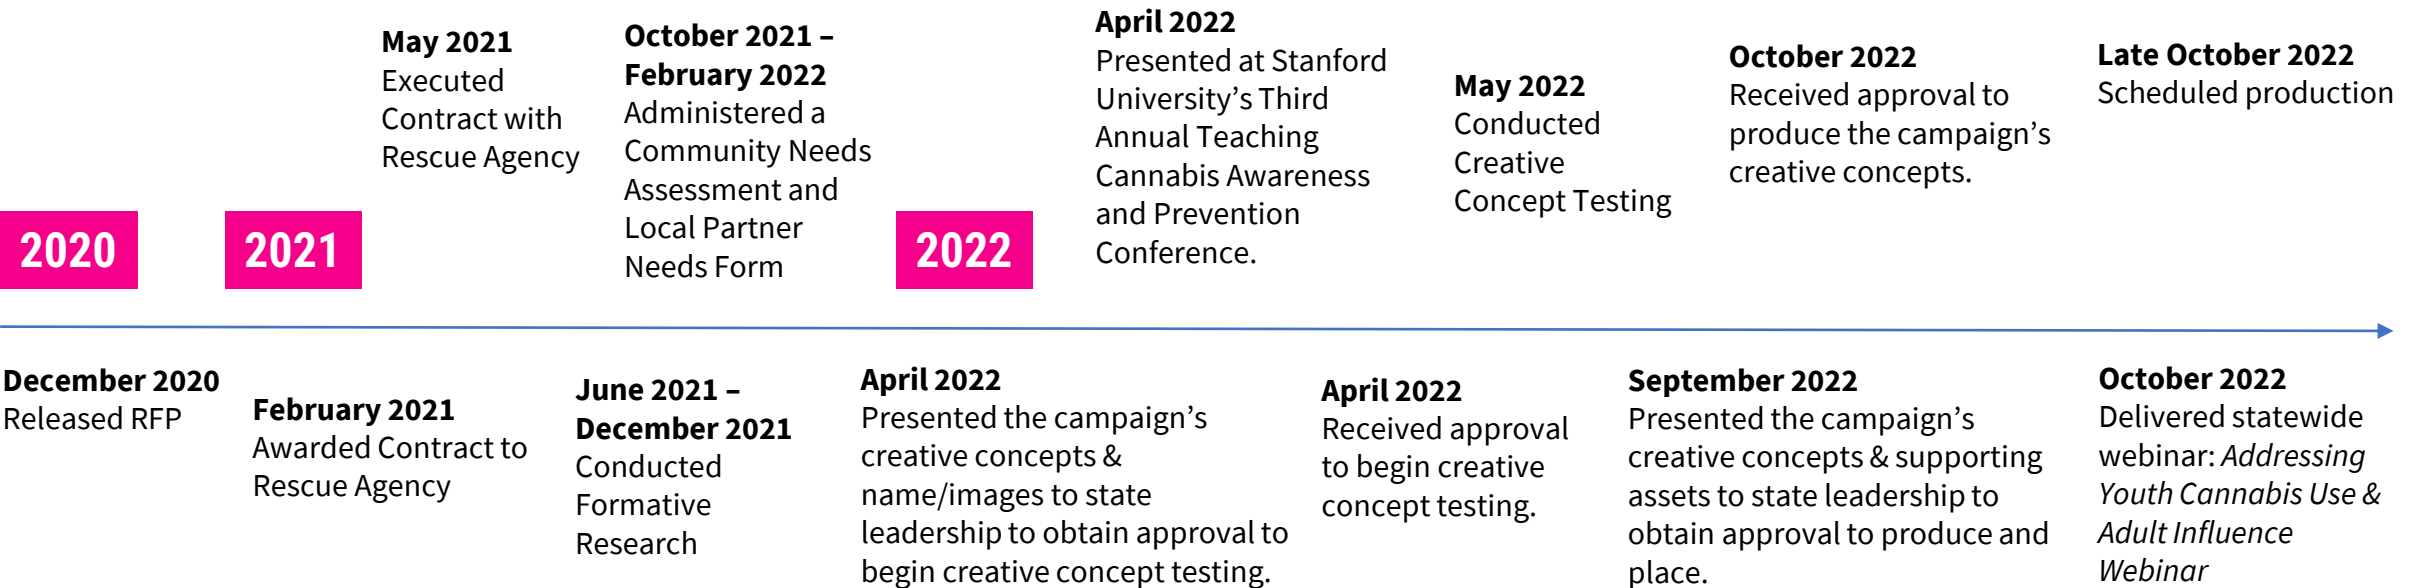 May 2021
Executed
Contract with
Rescue Agency
October 2021 –
February 2022
Administered a
Community Needs
Assessment and
Local Partner
Needs Form
April 2022
Presented at Stanford
University’s Third
Annual Teaching
Cannabis Awareness
and Prevention
Conference.
May 2022
Conducted
Creative
Concept Testing
October 2022
Received approval to
produce the campaign’s
creative concepts.
Late October 2022
Scheduled production
2020
2021
2022
December 2020
Released RFP
February 2021
Awarded Contract to
Rescue Agency
June 2021 –
December 2021
Conducted
Formative
Research
April 2022
Presented the campaign’s
creative concepts &
name/images to state
leadership to obtain approval to
begin creative concept testing.
April 2022
Received approval
to begin creative
concept testing.
September 2022
Presented the campaign’s
creative concepts & supporting
assets to state leadership to
obtain approval to produce and
place.
October 2022
Delivered statewide
webinar: Addressing
Youth Cannabis Use &
Adult Influence
Webinar